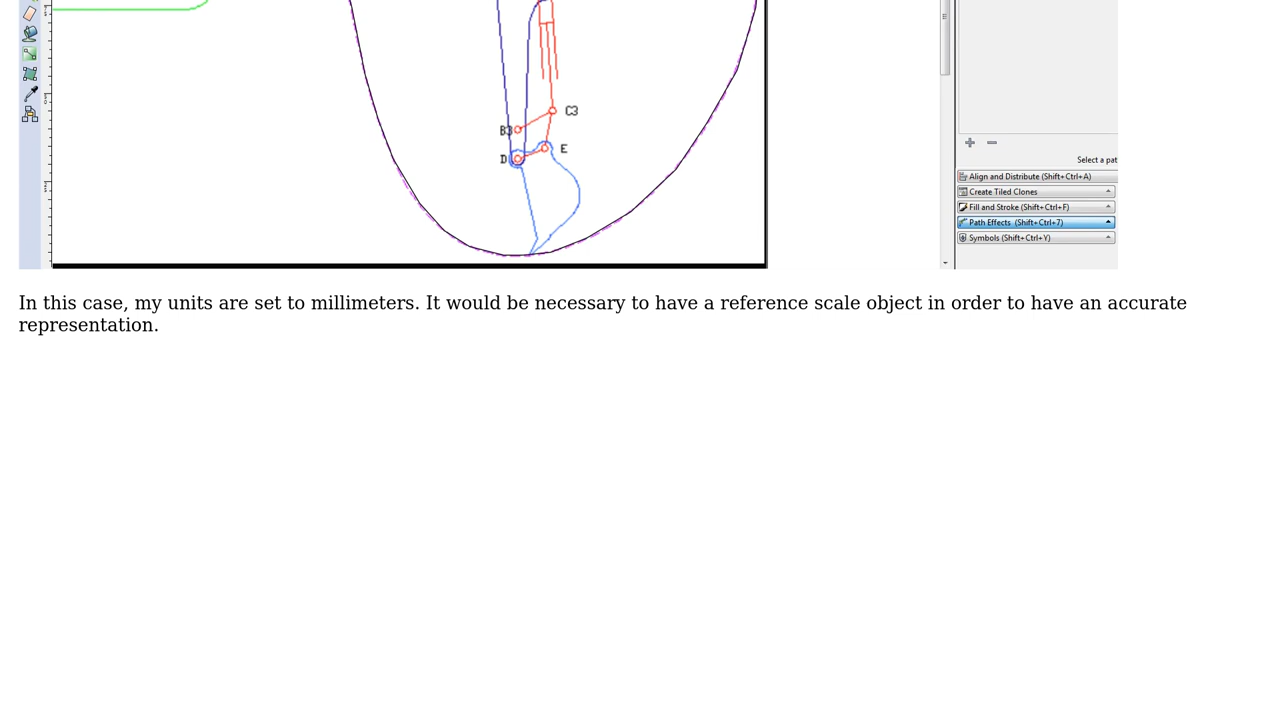 C3
B3
D
E
Select a pat
Align and Distribute (Shift+Ctrl+A)
Create Tiled Clones
Fill and Stroke (Shift+Ctrl+F)
Path Effects (Shift+Ctrl+7)
Symbols (Shift+Ctrl+Y)
In this case, my units are set to millimeters. It would be necessary to have a reference scale object in order to have an accurate
representation.